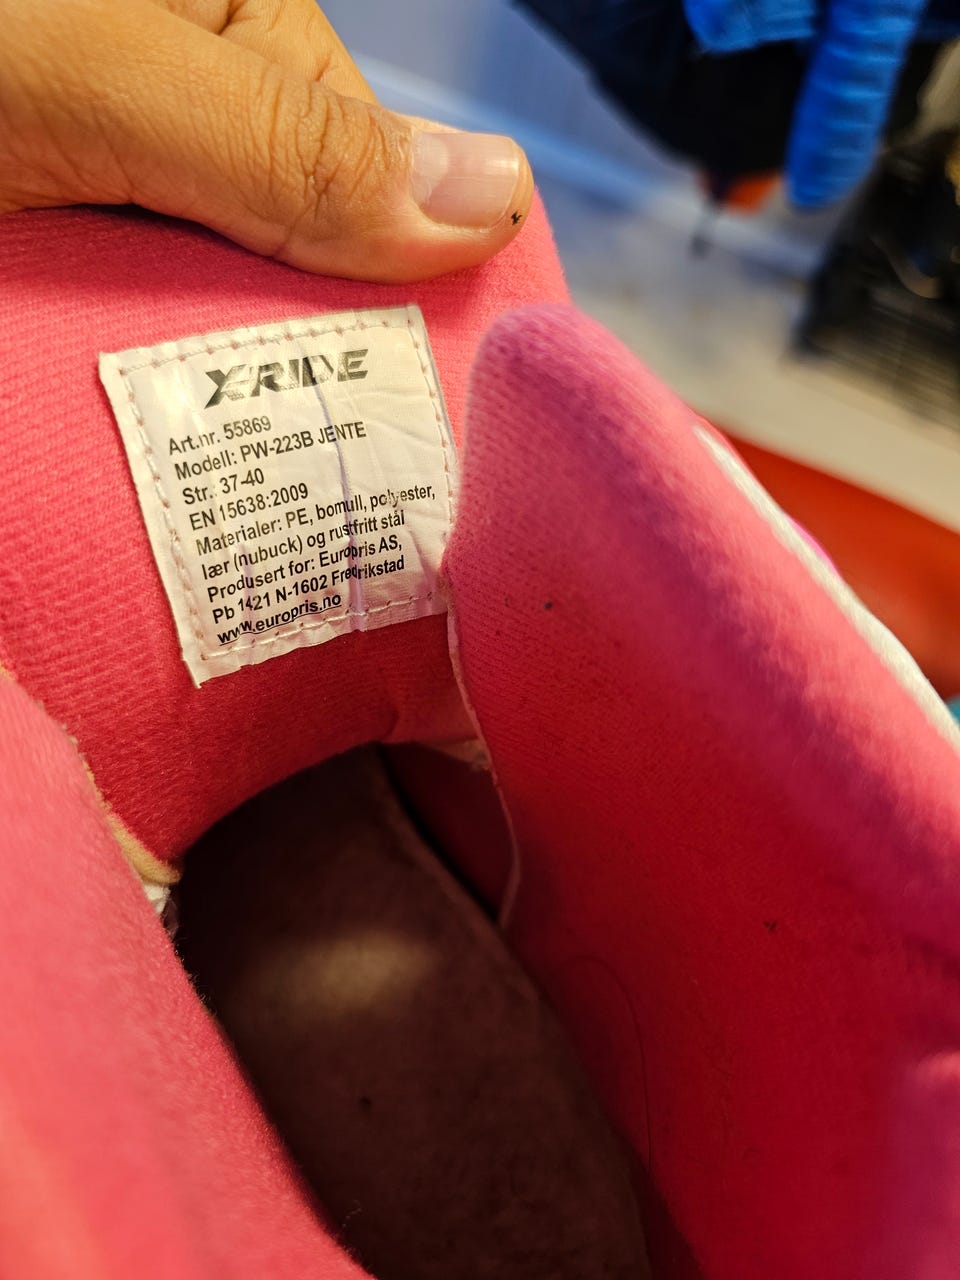 X-RIDE
Art.nr. 55869
Modell: PW-223B JENTE
Str.: 37-40
EN 15638:2009
Materialer: PE, bomull, polyester,
lær (nubuck) og rustfritt stål
Produsert for: Europris AS,
Pb 1421 N-1602 Fredrikstad
www.europris.no